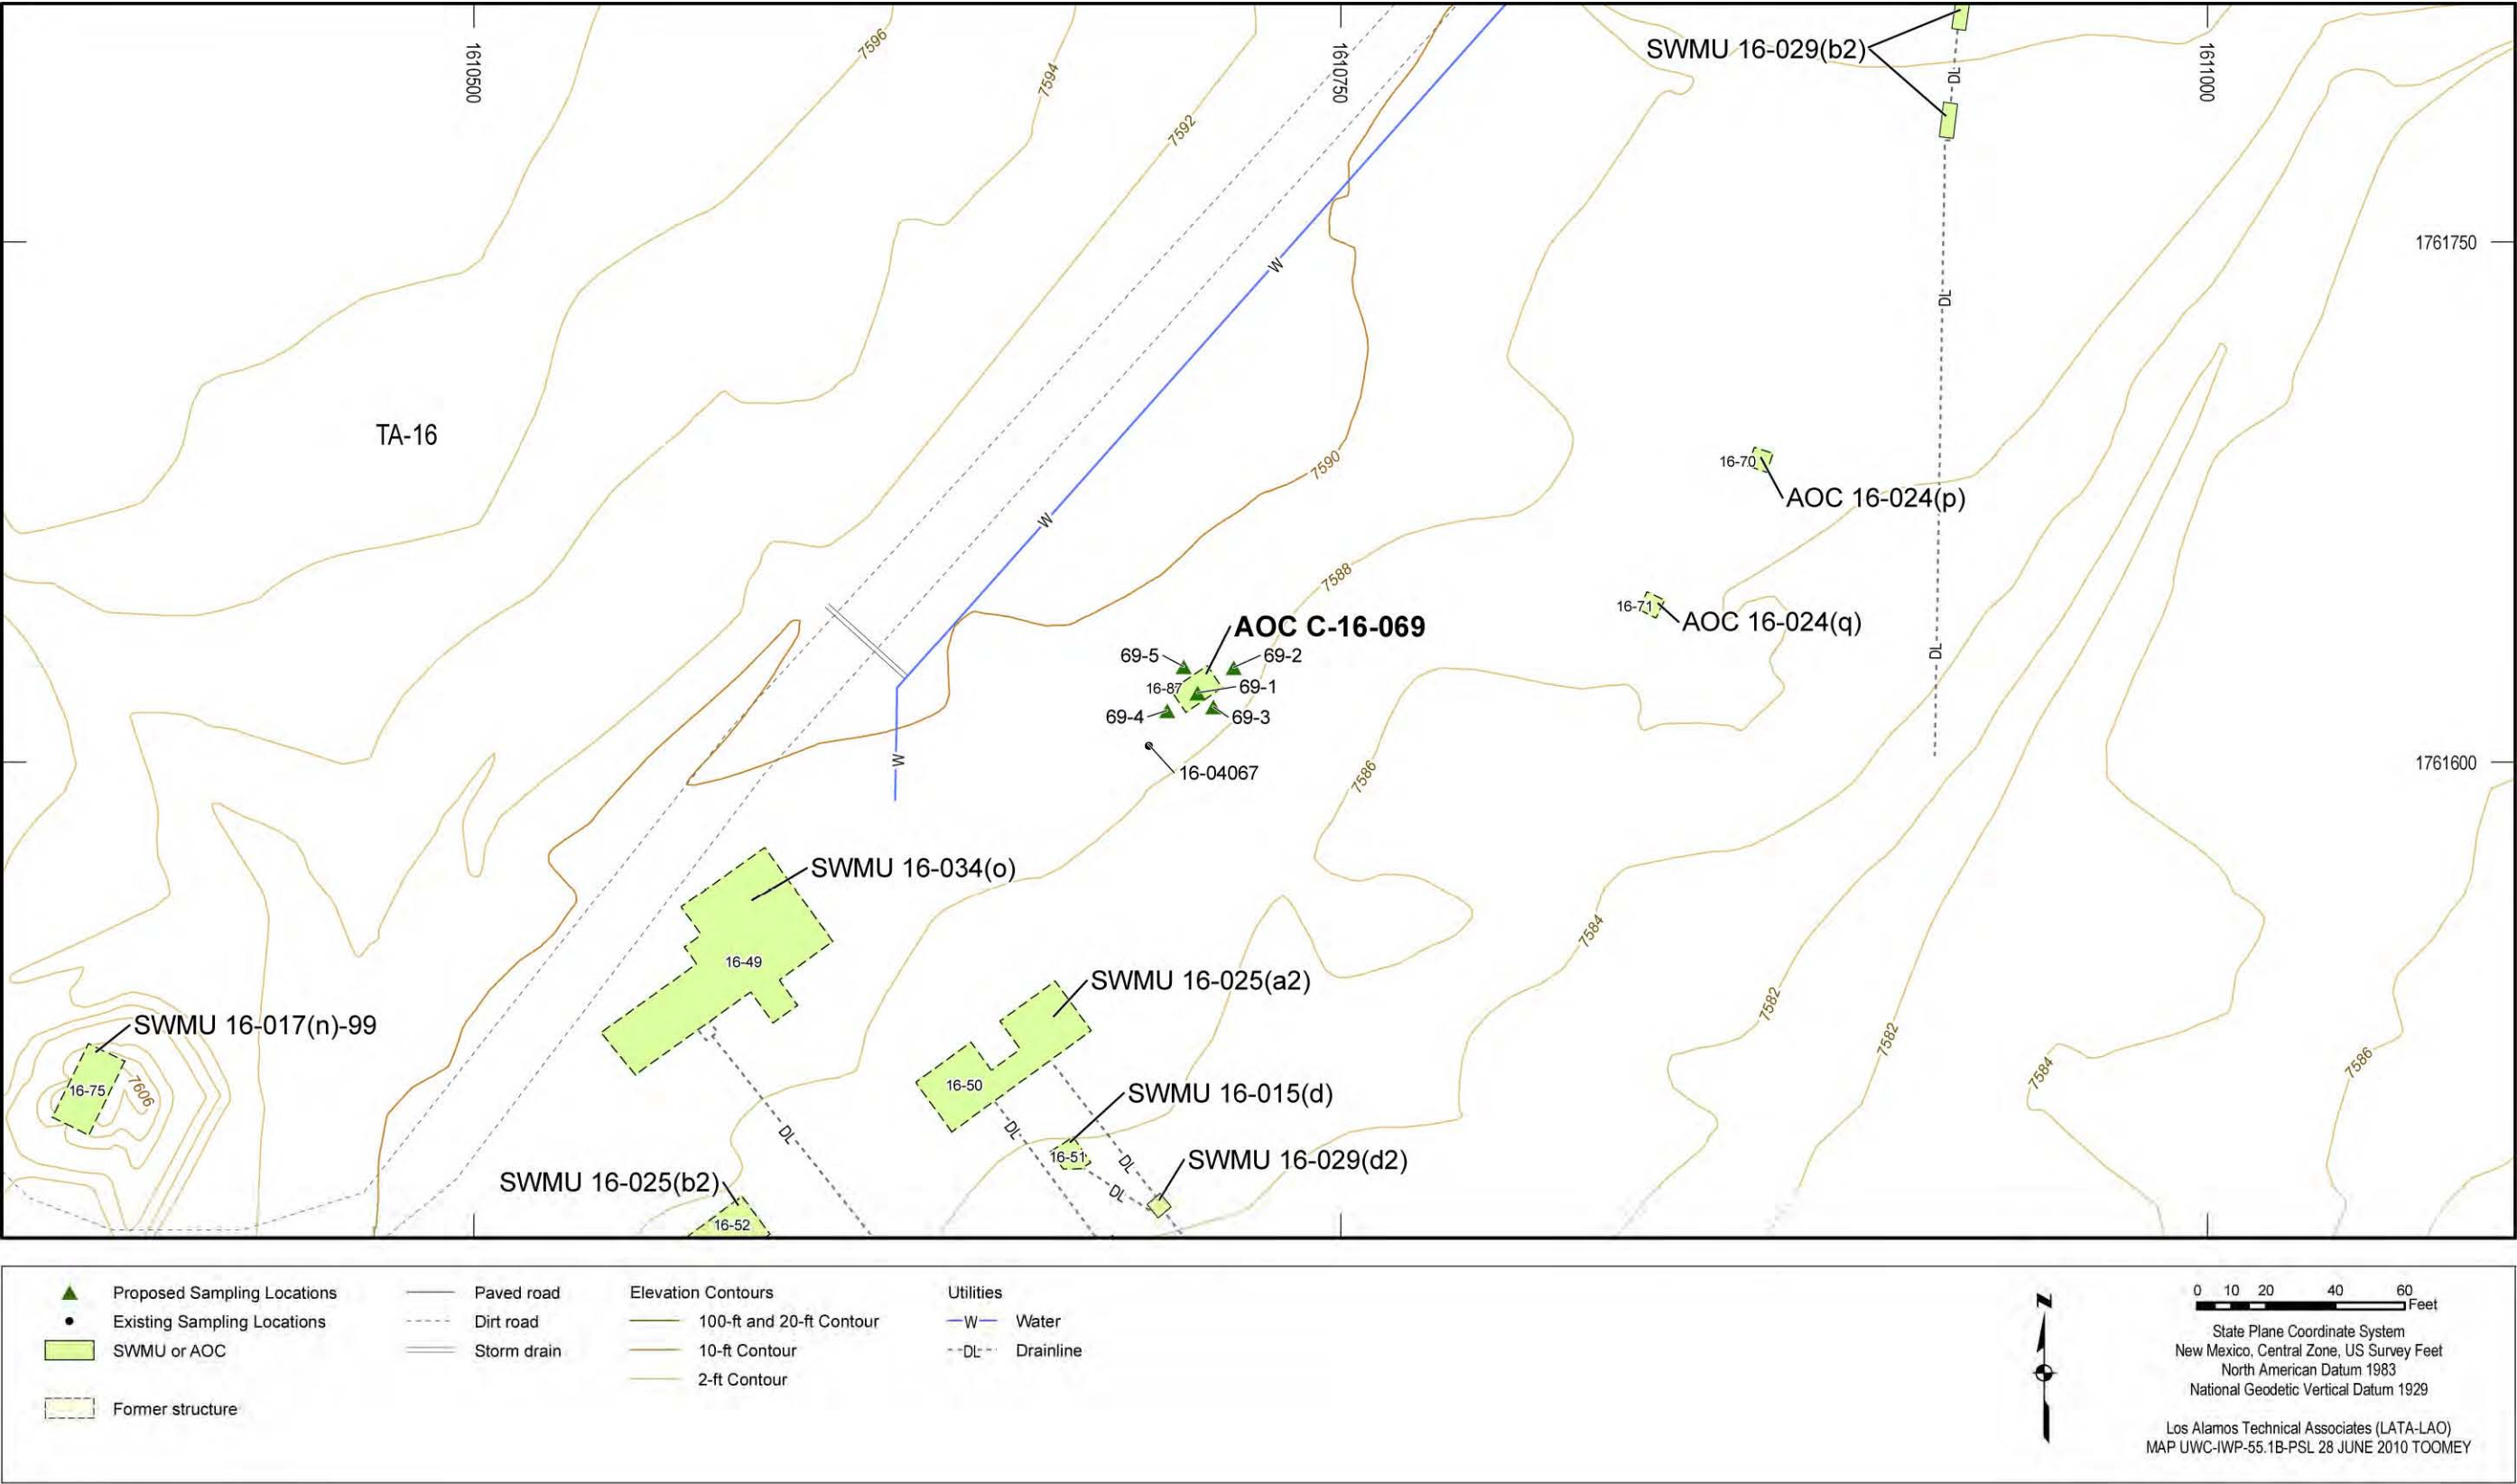 1610500
7596
7594
7592
1610750
SWMU 16-029(b2)
DL
1611000
W
1761750
DL
TA-16
7590
W
16-70
AOC 16-024(p)
7588
16-71
AOC 16-024(q)
AOC C-16-069
69-5
69-2
DL
16-87
69-1
69-4
69-3
W
16-04067
7586
1761600
SWMU 16-034(o)
7584
16-49
SWMU 16-025(a2)
7582
SWMU 16-017(n)-99
7582
7584
7586
16-75
7606
16-50
SWMU 16-015(d)
DL
DL
16-51
DL
SWMU 16-029(d2)
DL
SWMU 16-025(b2)
16-52
Proposed Sampling Locations
Existing Sampling Locations
SWMU or AOC
Former structure
Paved road
Dirt road
Storm drain
Elevation Contours
100-ft and 20-ft Contour
10-ft Contour
2-ft Contour
Utilities
W Water
DL Drainline
N
0 10 20 40 60
Feet
State Plane Coordinate System
New Mexico, Central Zone, US Survey Feet
North American Datum 1983
National Geodetic Vertical Datum 1929
Los Alamos Technical Associates (LATA-LAO)
MAP UWC-IWP-55.1B-PSL 28 JUNE 2010 TOOMEY